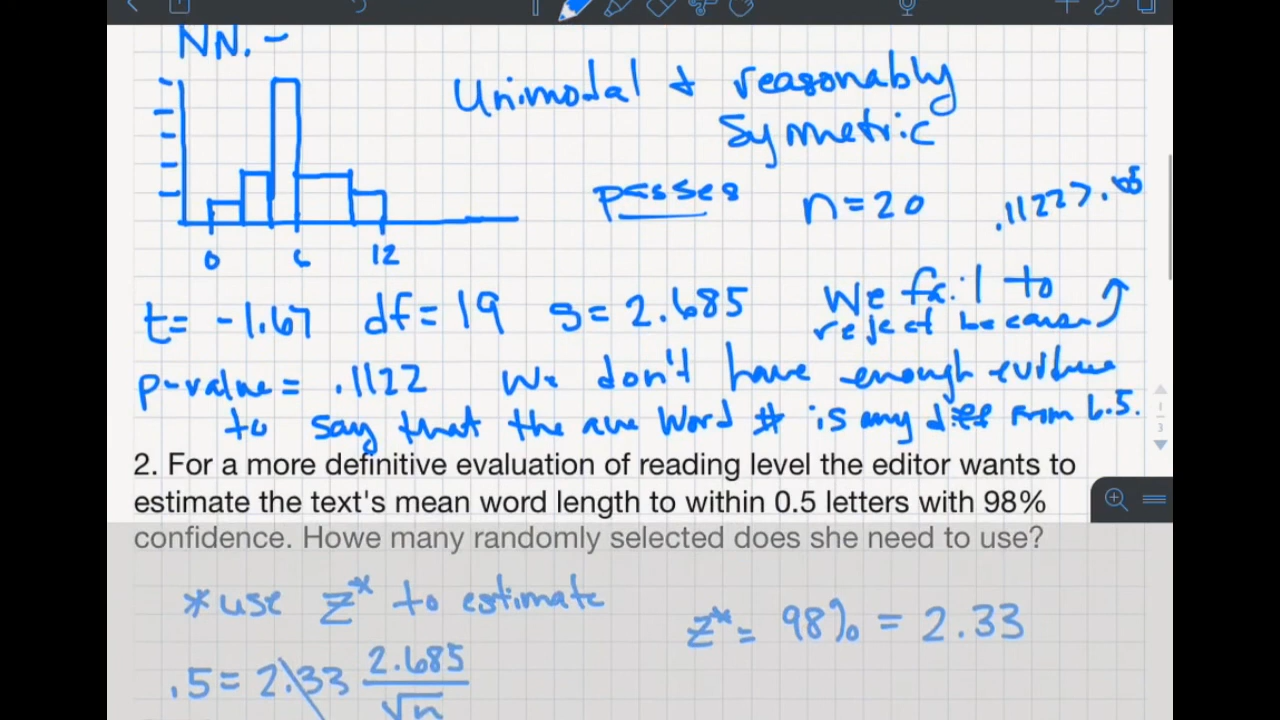 NN. -
Unimodal + reasonably
Symmetric
passes n=20 .1122>.05
0 6 12
t= -1.67 df= 19 s= 2.685 We fail to
reject because
p-value= .1122 We don't have enough evidence
to say that the ave word # is any diff from 6.5.
2. For a more definitive evaluation of reading level the editor wants to
estimate the text's mean word length to within 0.5 letters with 98%
confidence. Howe many randomly selected does she need to use?
*use z* to estimate
z* = 98% = 2.33
.5 = 2.33 2.685
√n
1
3